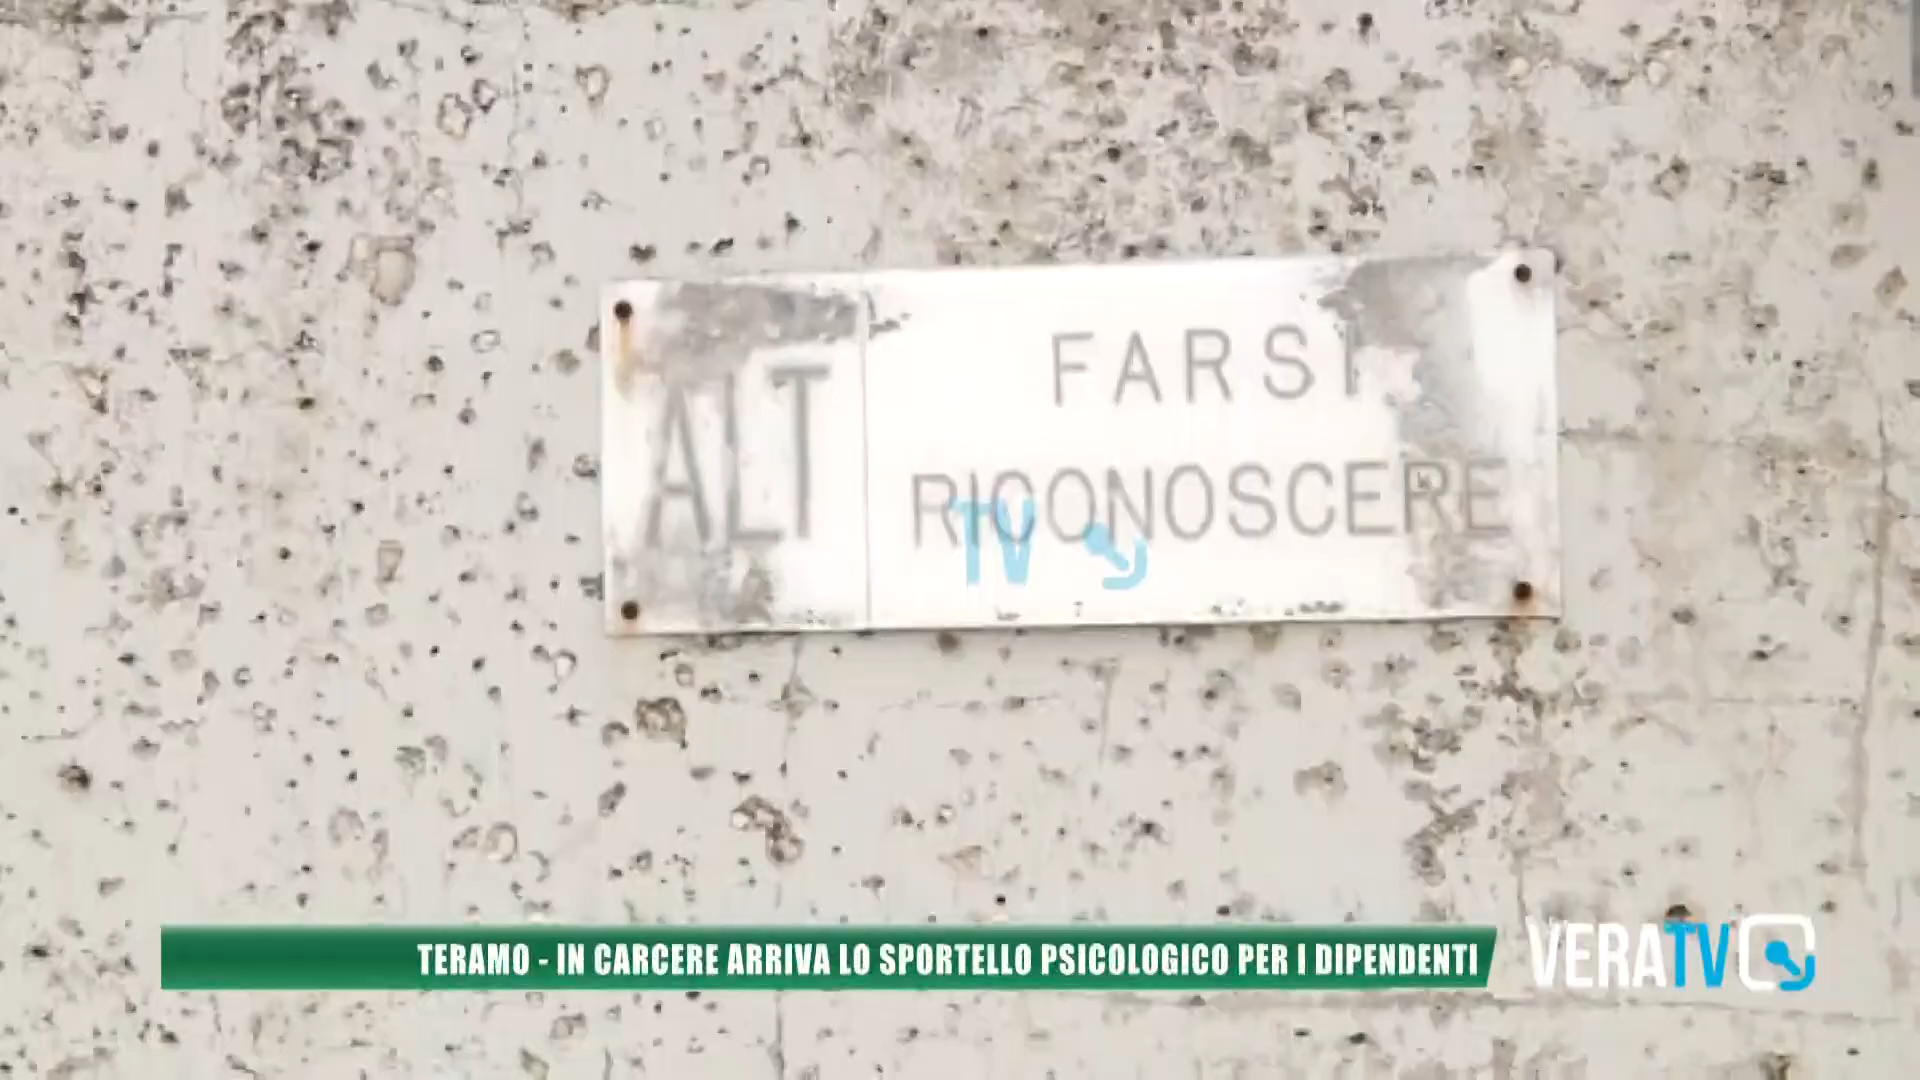 ALT
FARSI
RICONOSCERE
TV
TERAMO - IN CARCERE ARRIVA LO SPORTELLO PSICOLOGICO PER I DIPENDENTI
VERATV